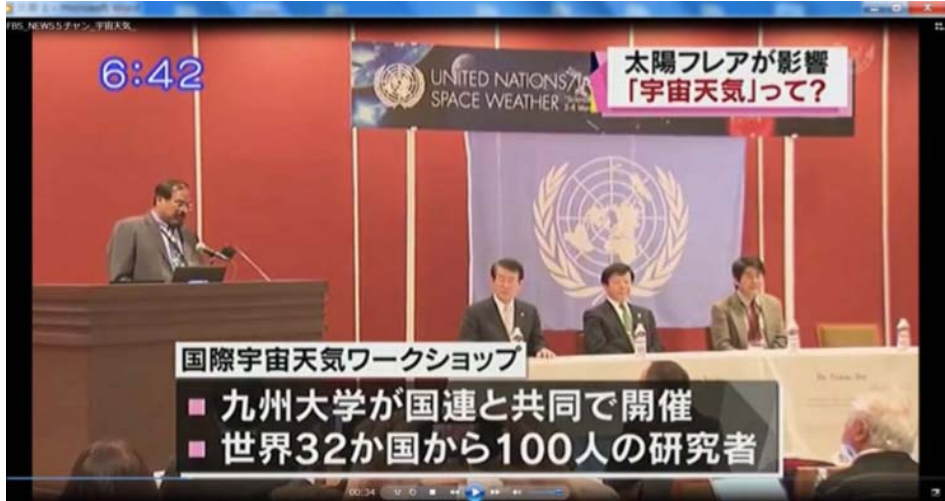 FBS_NEWS5チャン_宇宙天気_
6:42
UNITED NATIONS/
SPACE WEATHER
太陽フレアが影響
「宇宙天気」って?
国際宇宙天気ワークショップ
■ 九州大学が国連と共同で開催
■ 世界32か国から100人の研究者
00:34